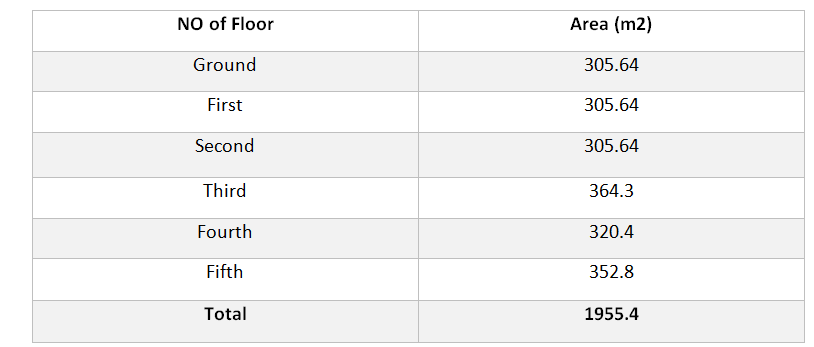 NO of Floor Area (m2)
Ground 305.64
First 305.64
Second 305.64
Third 364.3
Fourth 320.4
Fifth 352.8
Total 1955.4